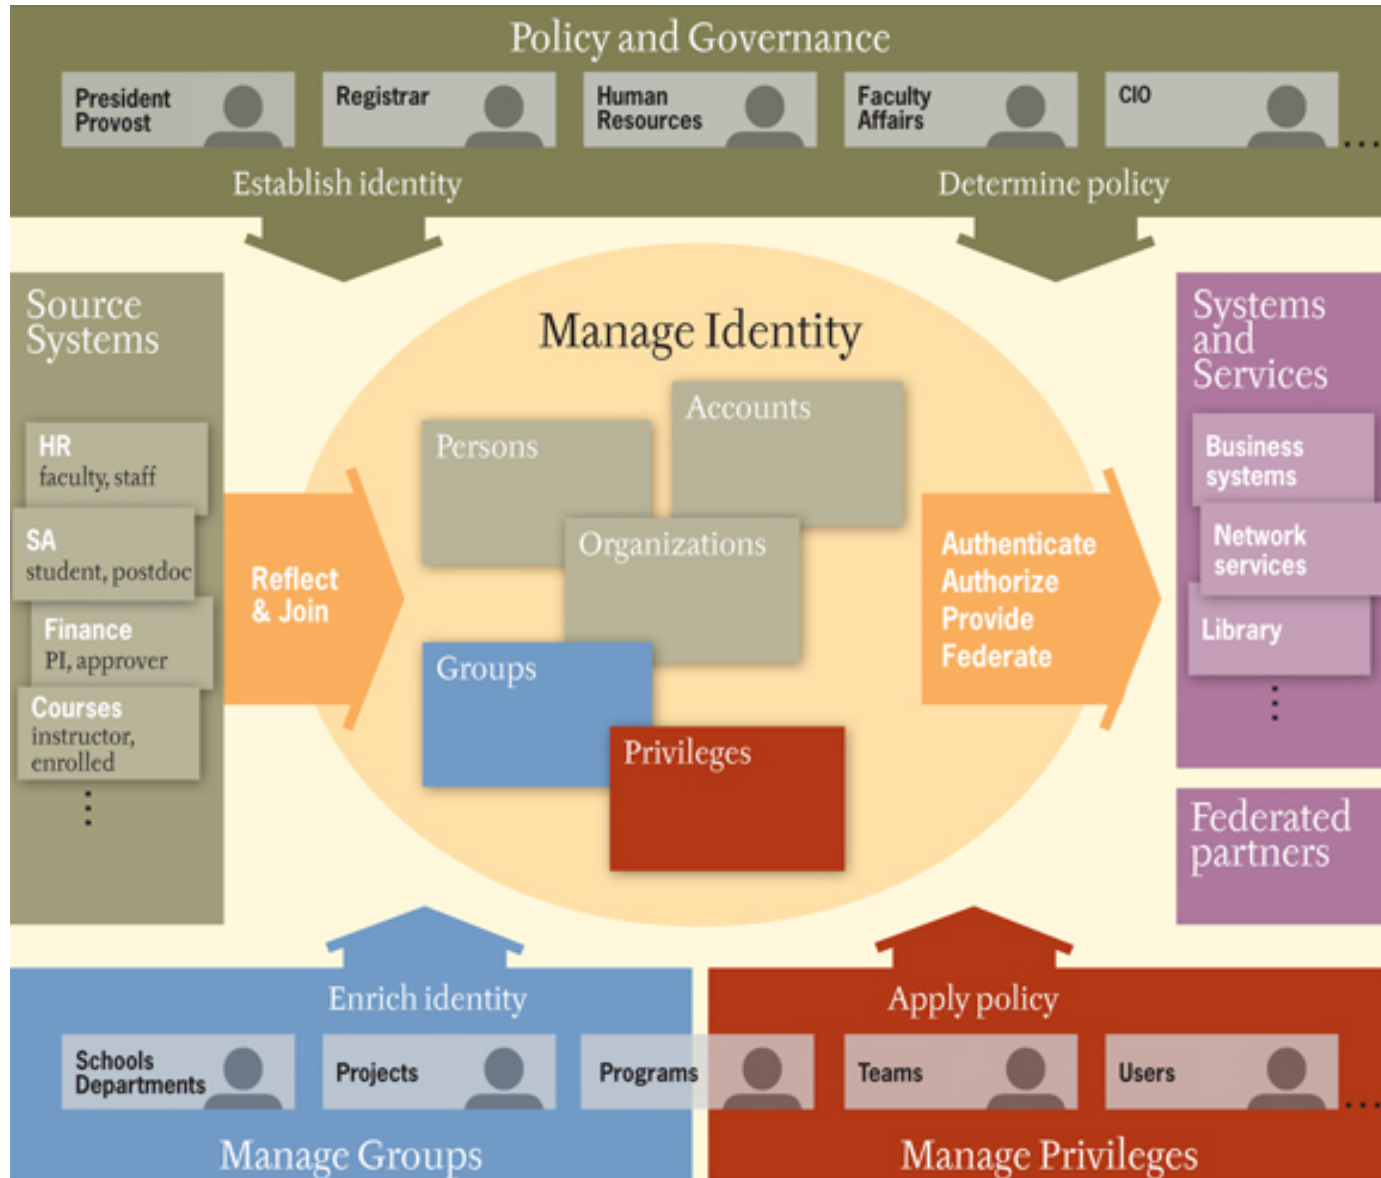 Policy and Governance
President
Provost
Registrar
Human
Resources
Faculty
Affairs
CIO
...
Establish identity
Determine policy
Source
Systems
HR
faculty, staff
SA
student, postdoc
Finance
PI, approver
Courses
instructor,
enrolled
Reflect
& Join
Manage Identity
Persons
Accounts
Organizations
Groups
Privileges
Authenticate
Authorize
Provide
Federate
Systems
and
Services
Business
systems
Network
services
Library
Federated
partners
Enrich identity
Apply policy
Schools
Departments
Projects
Programs
Teams
Users
...
Manage Groups
Manage Privileges